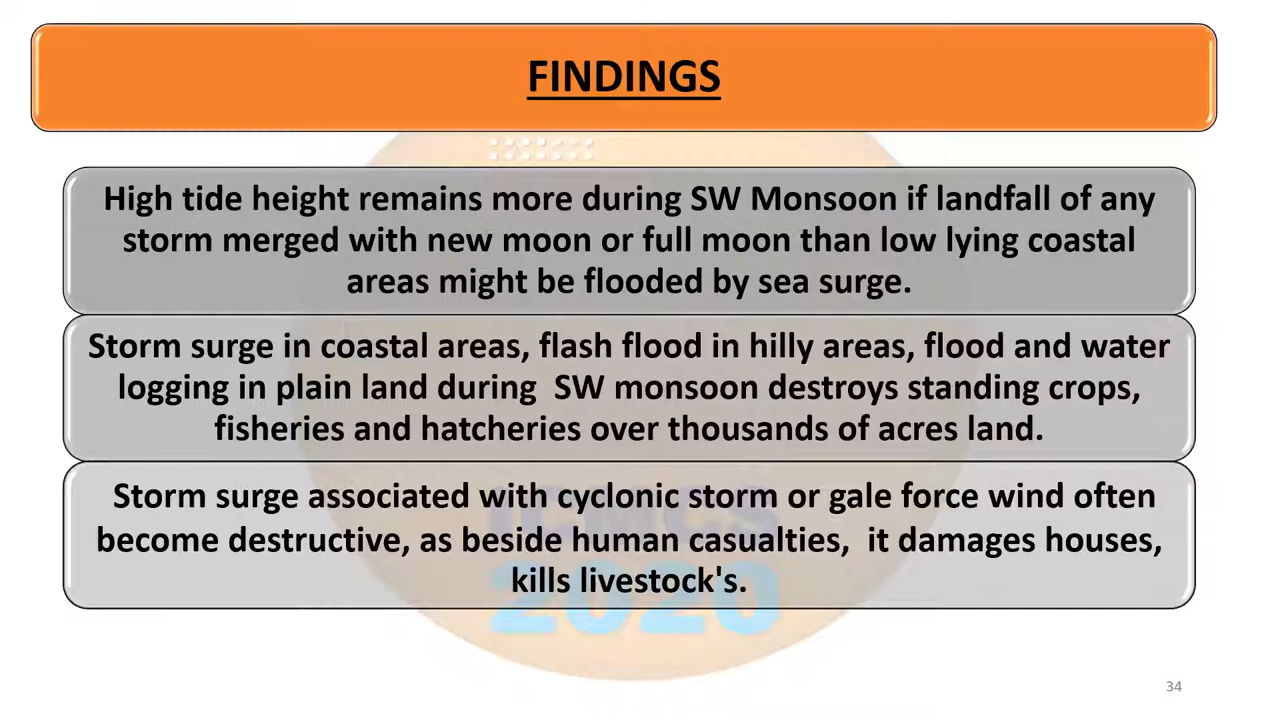 FINDINGS
High tide height remains more during SW Monsoon if landfall of any
storm merged with new moon or full moon than low lying coastal
areas might be flooded by sea surge.
Storm surge in coastal areas, flash flood in hilly areas, flood and water
logging in plain land during  SW monsoon destroys standing crops,
fisheries and hatcheries over thousands of acres land.
Storm surge associated with cyclonic storm or gale force wind often
become destructive, as beside human casualties,  it damages houses,
kills livestock's.
ICMCS
2020
34